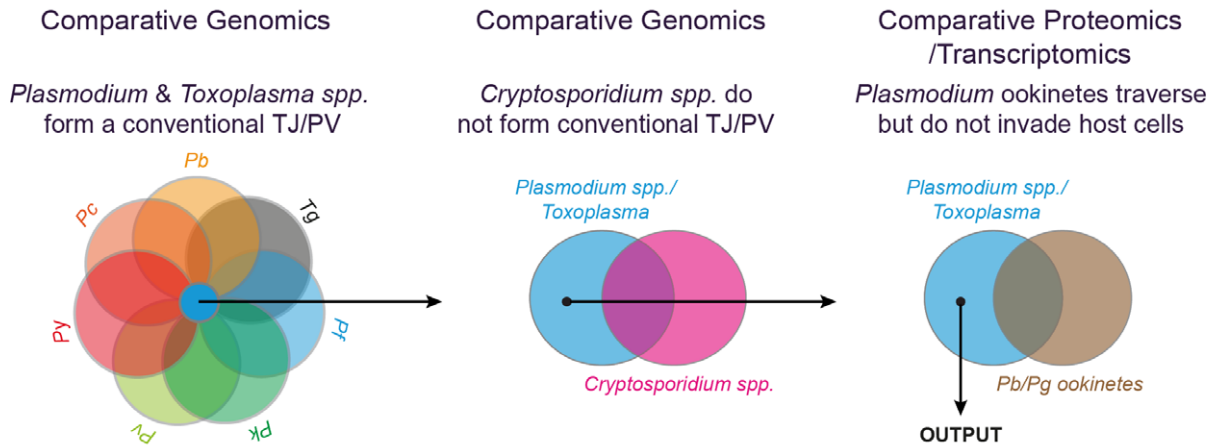 Comparative Genomics
Plasmodium & Toxoplasma spp.
form a conventional TJ/PV
Pb
Tg
Pc
Pf
Py
Pv
Pk
Comparative Genomics
Cryptosporidium spp. do
not form conventional TJ/PV
Plasmodium spp./
Toxoplasma
Cryptosporidium spp.
Comparative Proteomics
/Transcriptomics
Plasmodium ookinetes traverse
but do not invade host cells
Plasmodium spp./
Toxoplasma
Pb/Pg ookinetes
OUTPUT